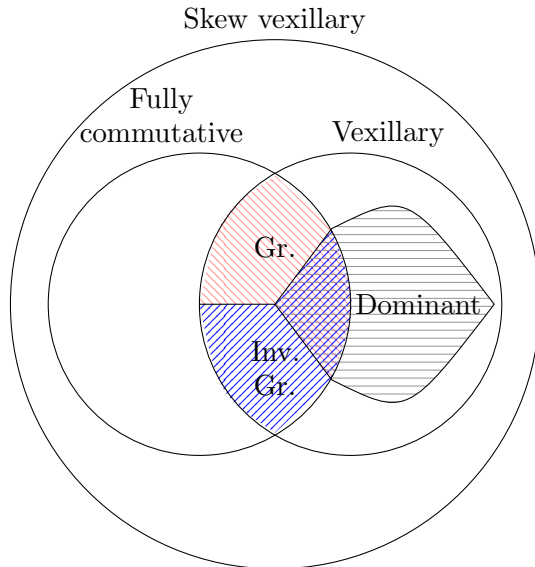 Skew vexillary
Fully
commutative
Vexillary
Gr.
Dominant
Inv.
Gr.